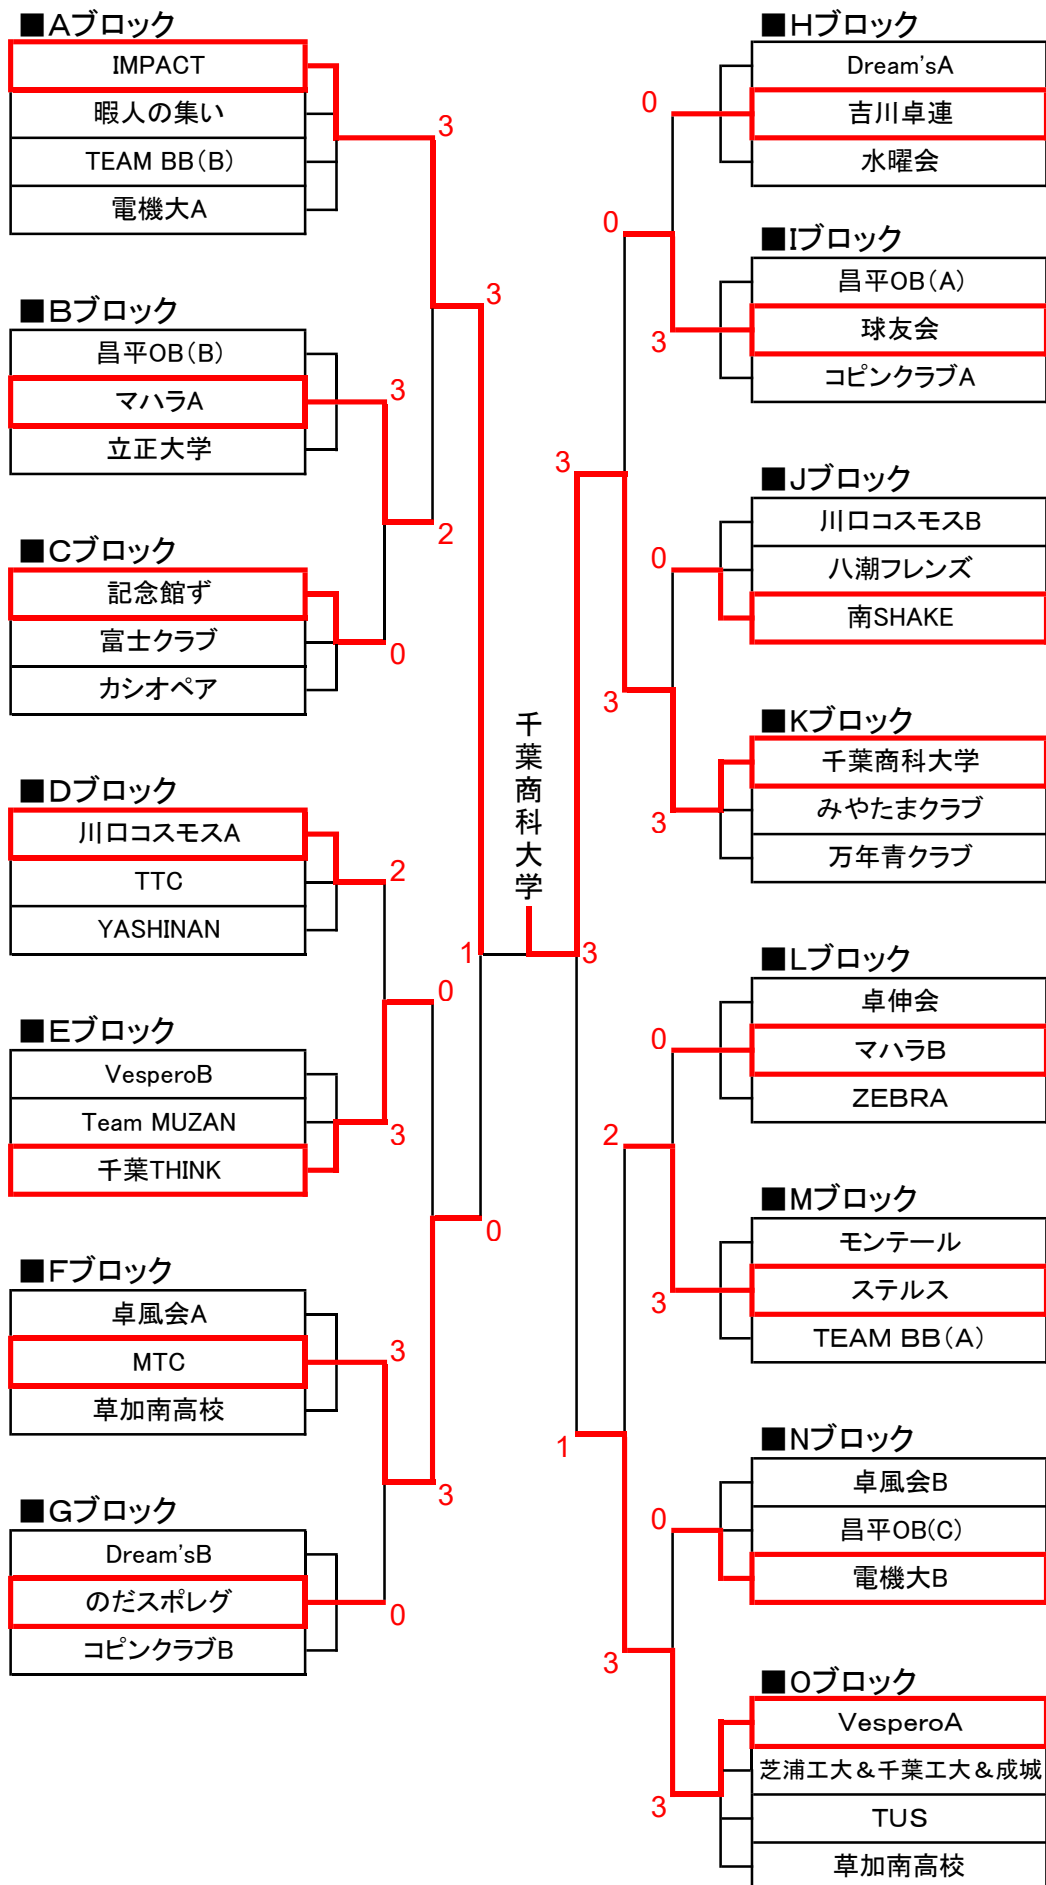 ■Aブロック
IMPACT
暇人の集い
TEAM BB(B)
電機大A
3
■Bブロック
昌平OB(B)
マハラA
立正大学
3
3
2
■Cブロック
記念館ず
富士クラブ
カシオペア
0
■Dブロック
川口コスモスA
TTC
YASHINAN
2
1
0
■Eブロック
VesperoB
Team MUZAN
千葉THINK
3
0
■Fブロック
卓風会A
MTC
草加南高校
3
3
■Gブロック
Dream'sB
のだスポレグ
コピンクラブB
0
千葉商科大学
3
■Hブロック
Dream'sA
吉川卓連
水曜会
0
0
■Iブロック
昌平OB(A)
球友会
コピンクラブA
3
3
■Jブロック
川口コスモスB
八潮フレンズ
南SHAKE
0
3
■Kブロック
千葉商科大学
みやたまクラブ
万年青クラブ
3
■Lブロック
卓伸会
マハラB
ZEBRA
0
2
■Mブロック
モンテール
ステルス
TEAM BB(A)
3
1
■Nブロック
卓風会B
昌平OB(C)
電機大B
0
3
■Oブロック
VesperoA
芝浦工大&千葉工大&成城
TUS
草加南高校
3